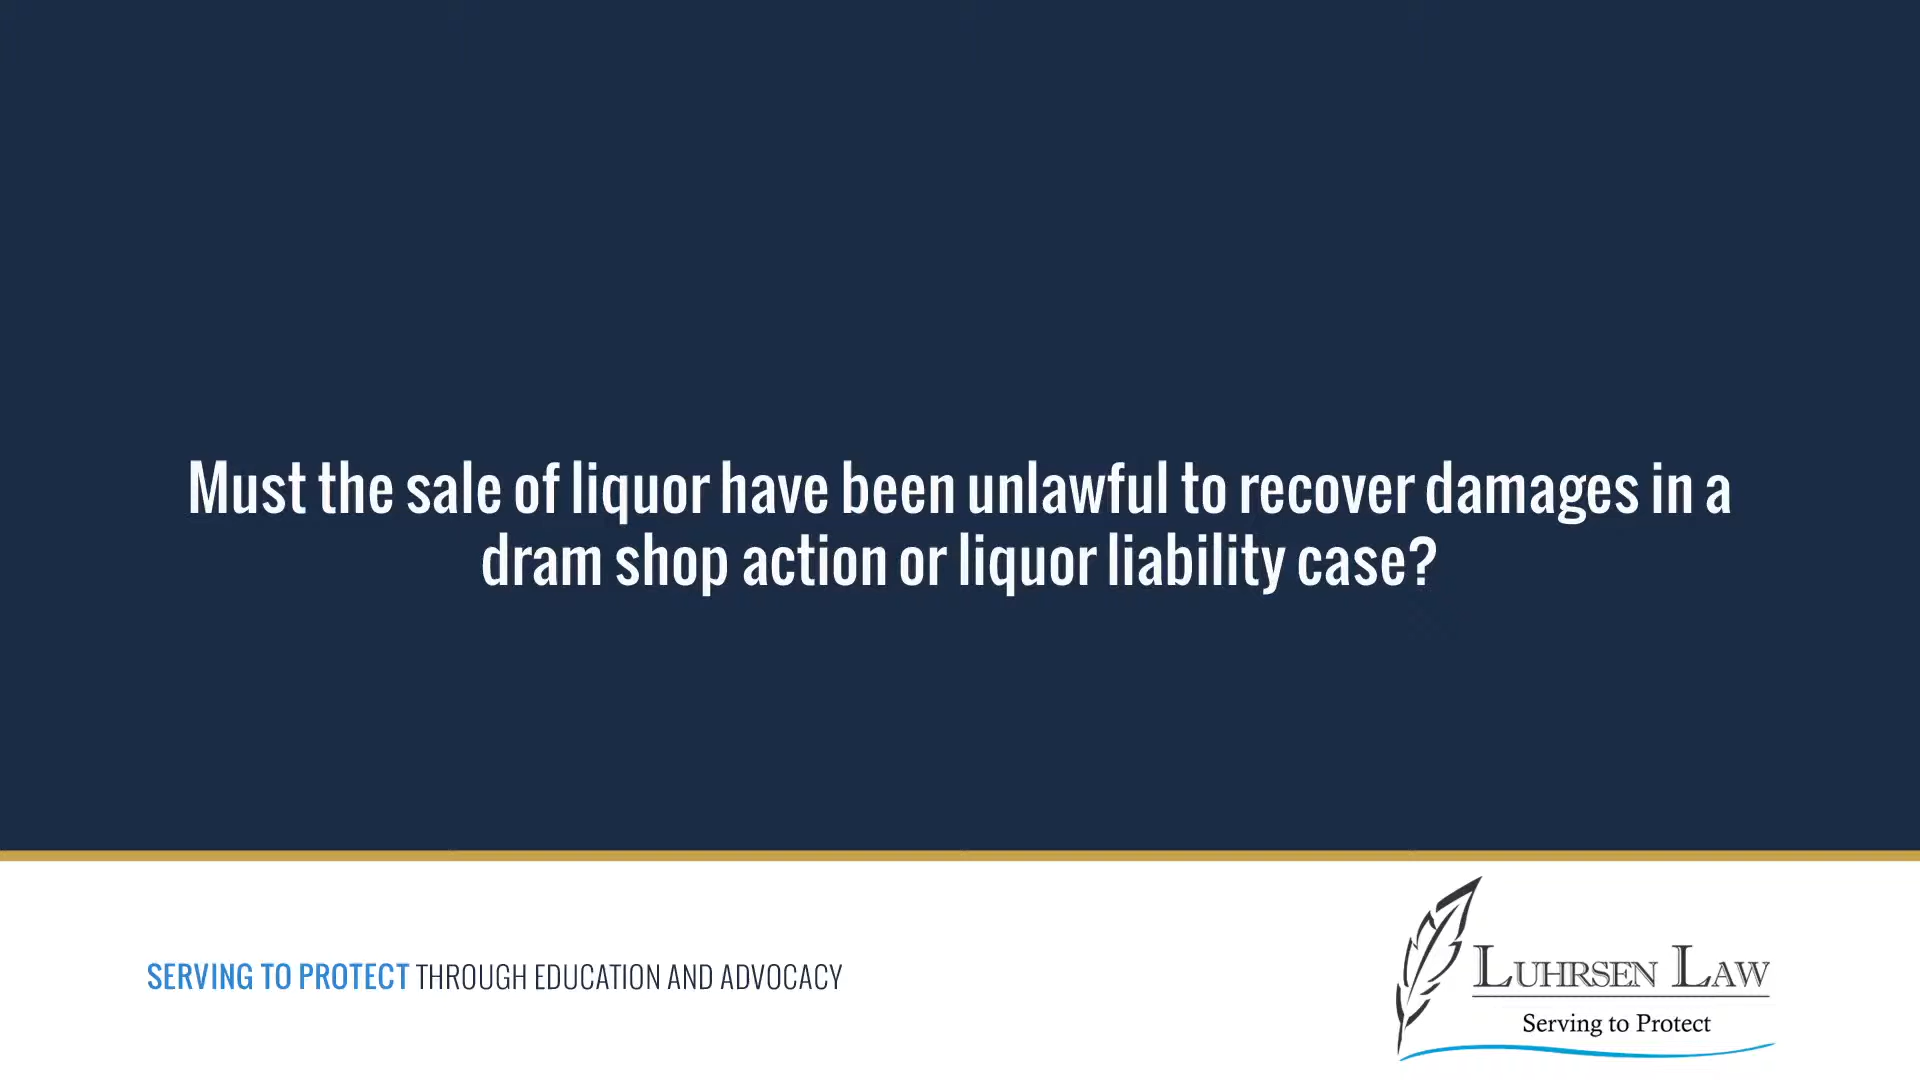 Must the sale of liquor have been unlawful to recover damages in a
dram shop action or liquor liability case?
SERVING TO PROTECT THROUGH EDUCATION AND ADVOCACY
LUHRSEN LAW
Serving to Protect